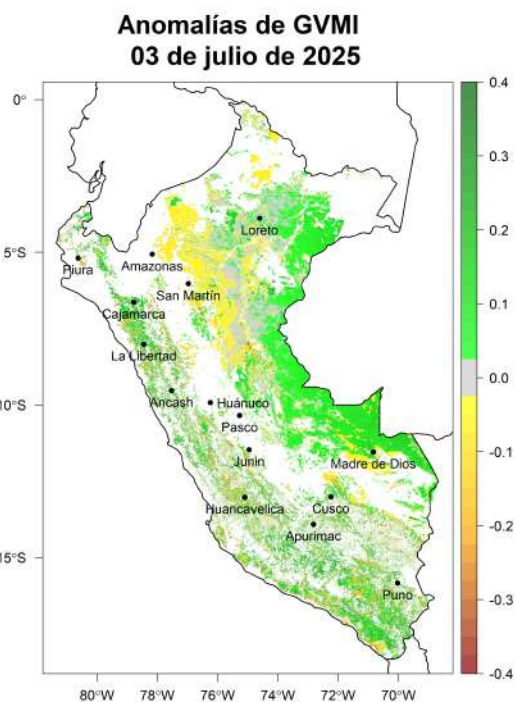 Anomalías de GVMI
03 de julio de 2025
0°
5°S
10°S
15°S
80°W
78°W
76°W
74°W
72°W
70°W
Loreto
Piura
Amazonas
San Martín
Cajamarca
La Libertad
Ancash
Huánuco
Pasco
Junin
Madre de Dios
Huancavelica
Cusco
Apurimac
Puno
0.4
0.3
0.2
0.1
0.0
-0.1
-0.2
-0.3
-0.4